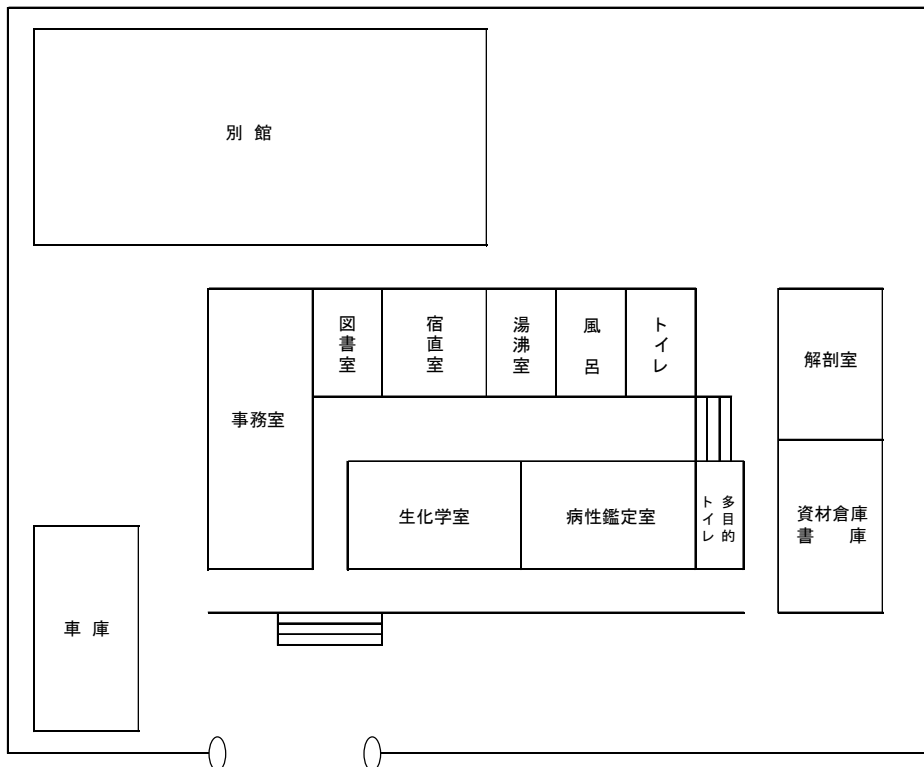 別 館
図書室
宿直室
湯沸室
風 呂
トイレ
解剖室
事務室
生化学室
病性鑑定室
多目的
トイレ
資材倉庫
書 庫
車 庫